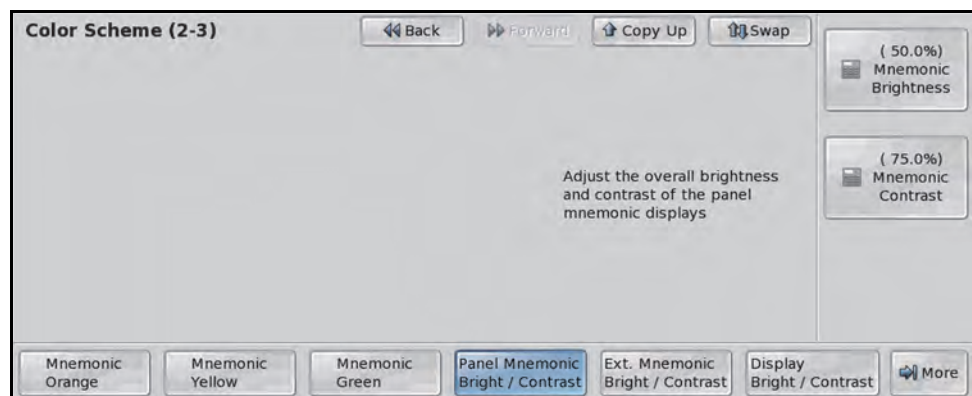 Color Scheme (2-3)
Back
Forward
Copy Up
Swap
( 50.0%)
Mnemonic
Brightness
Adjust the overall brightness
and contrast of the panel
mnemonic displays
( 75.0%)
Mnemonic
Contrast
Mnemonic
Orange
Mnemonic
Yellow
Mnemonic
Green
Panel Mnemonic
Bright / Contrast
Ext. Mnemonic
Bright / Contrast
Display
Bright / Contrast
More